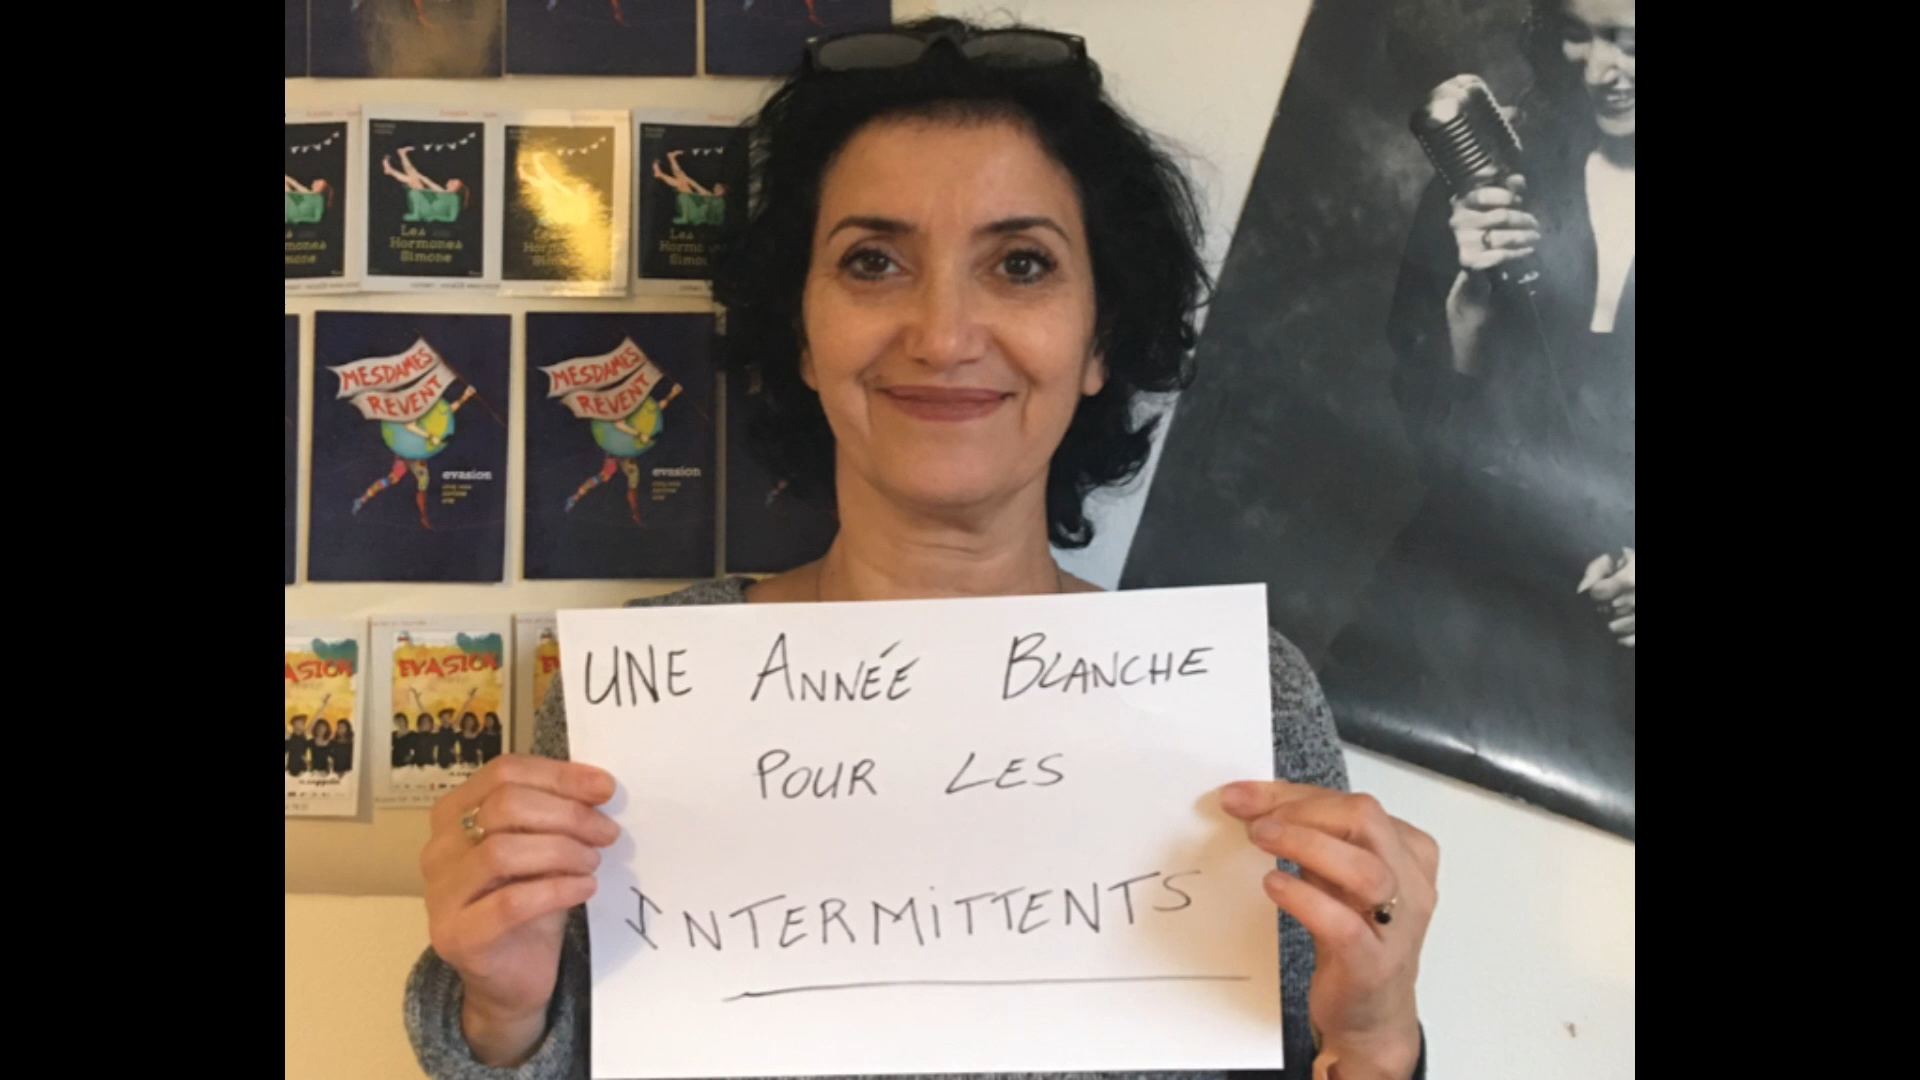 Les
Hormones
Simone
Les
Hormones
Simone
MESDAMES
RÊVENT
evasion
MESDAMES
RÊVENT
evasion
EVASION
UNE ANNÉE BLANCHE
POUR LES
INTERMITTENTS